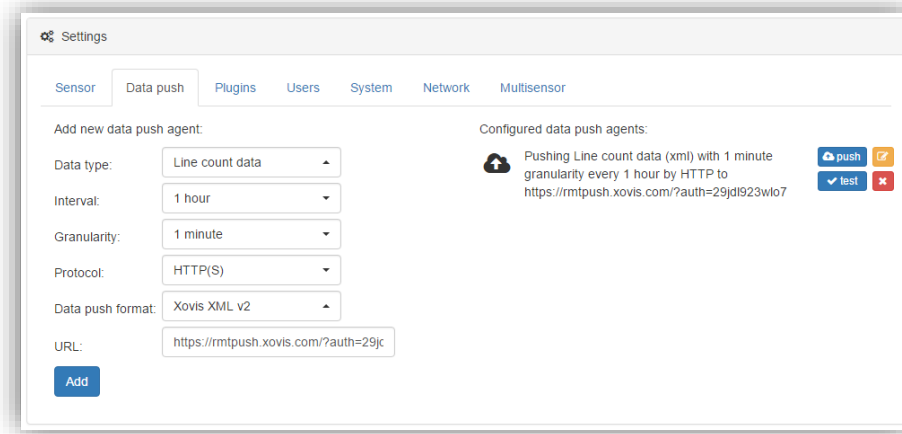 Settings
Sensor Data push Plugins Users System Network Multisensor
Add new data push agent:
Data type: Line count data
Interval: 1 hour
Granularity: 1 minute
Protocol: HTTP(S)
Data push format: Xovis XML v2
URL: https://rmtpush.xovis.com/?auth=29jc
Add
Configured data push agents:
Pushing Line count data (xml) with 1 minute
granularity every 1 hour by HTTP to
https://rmtpush.xovis.com/?auth=29jdl923wlo7
push
test